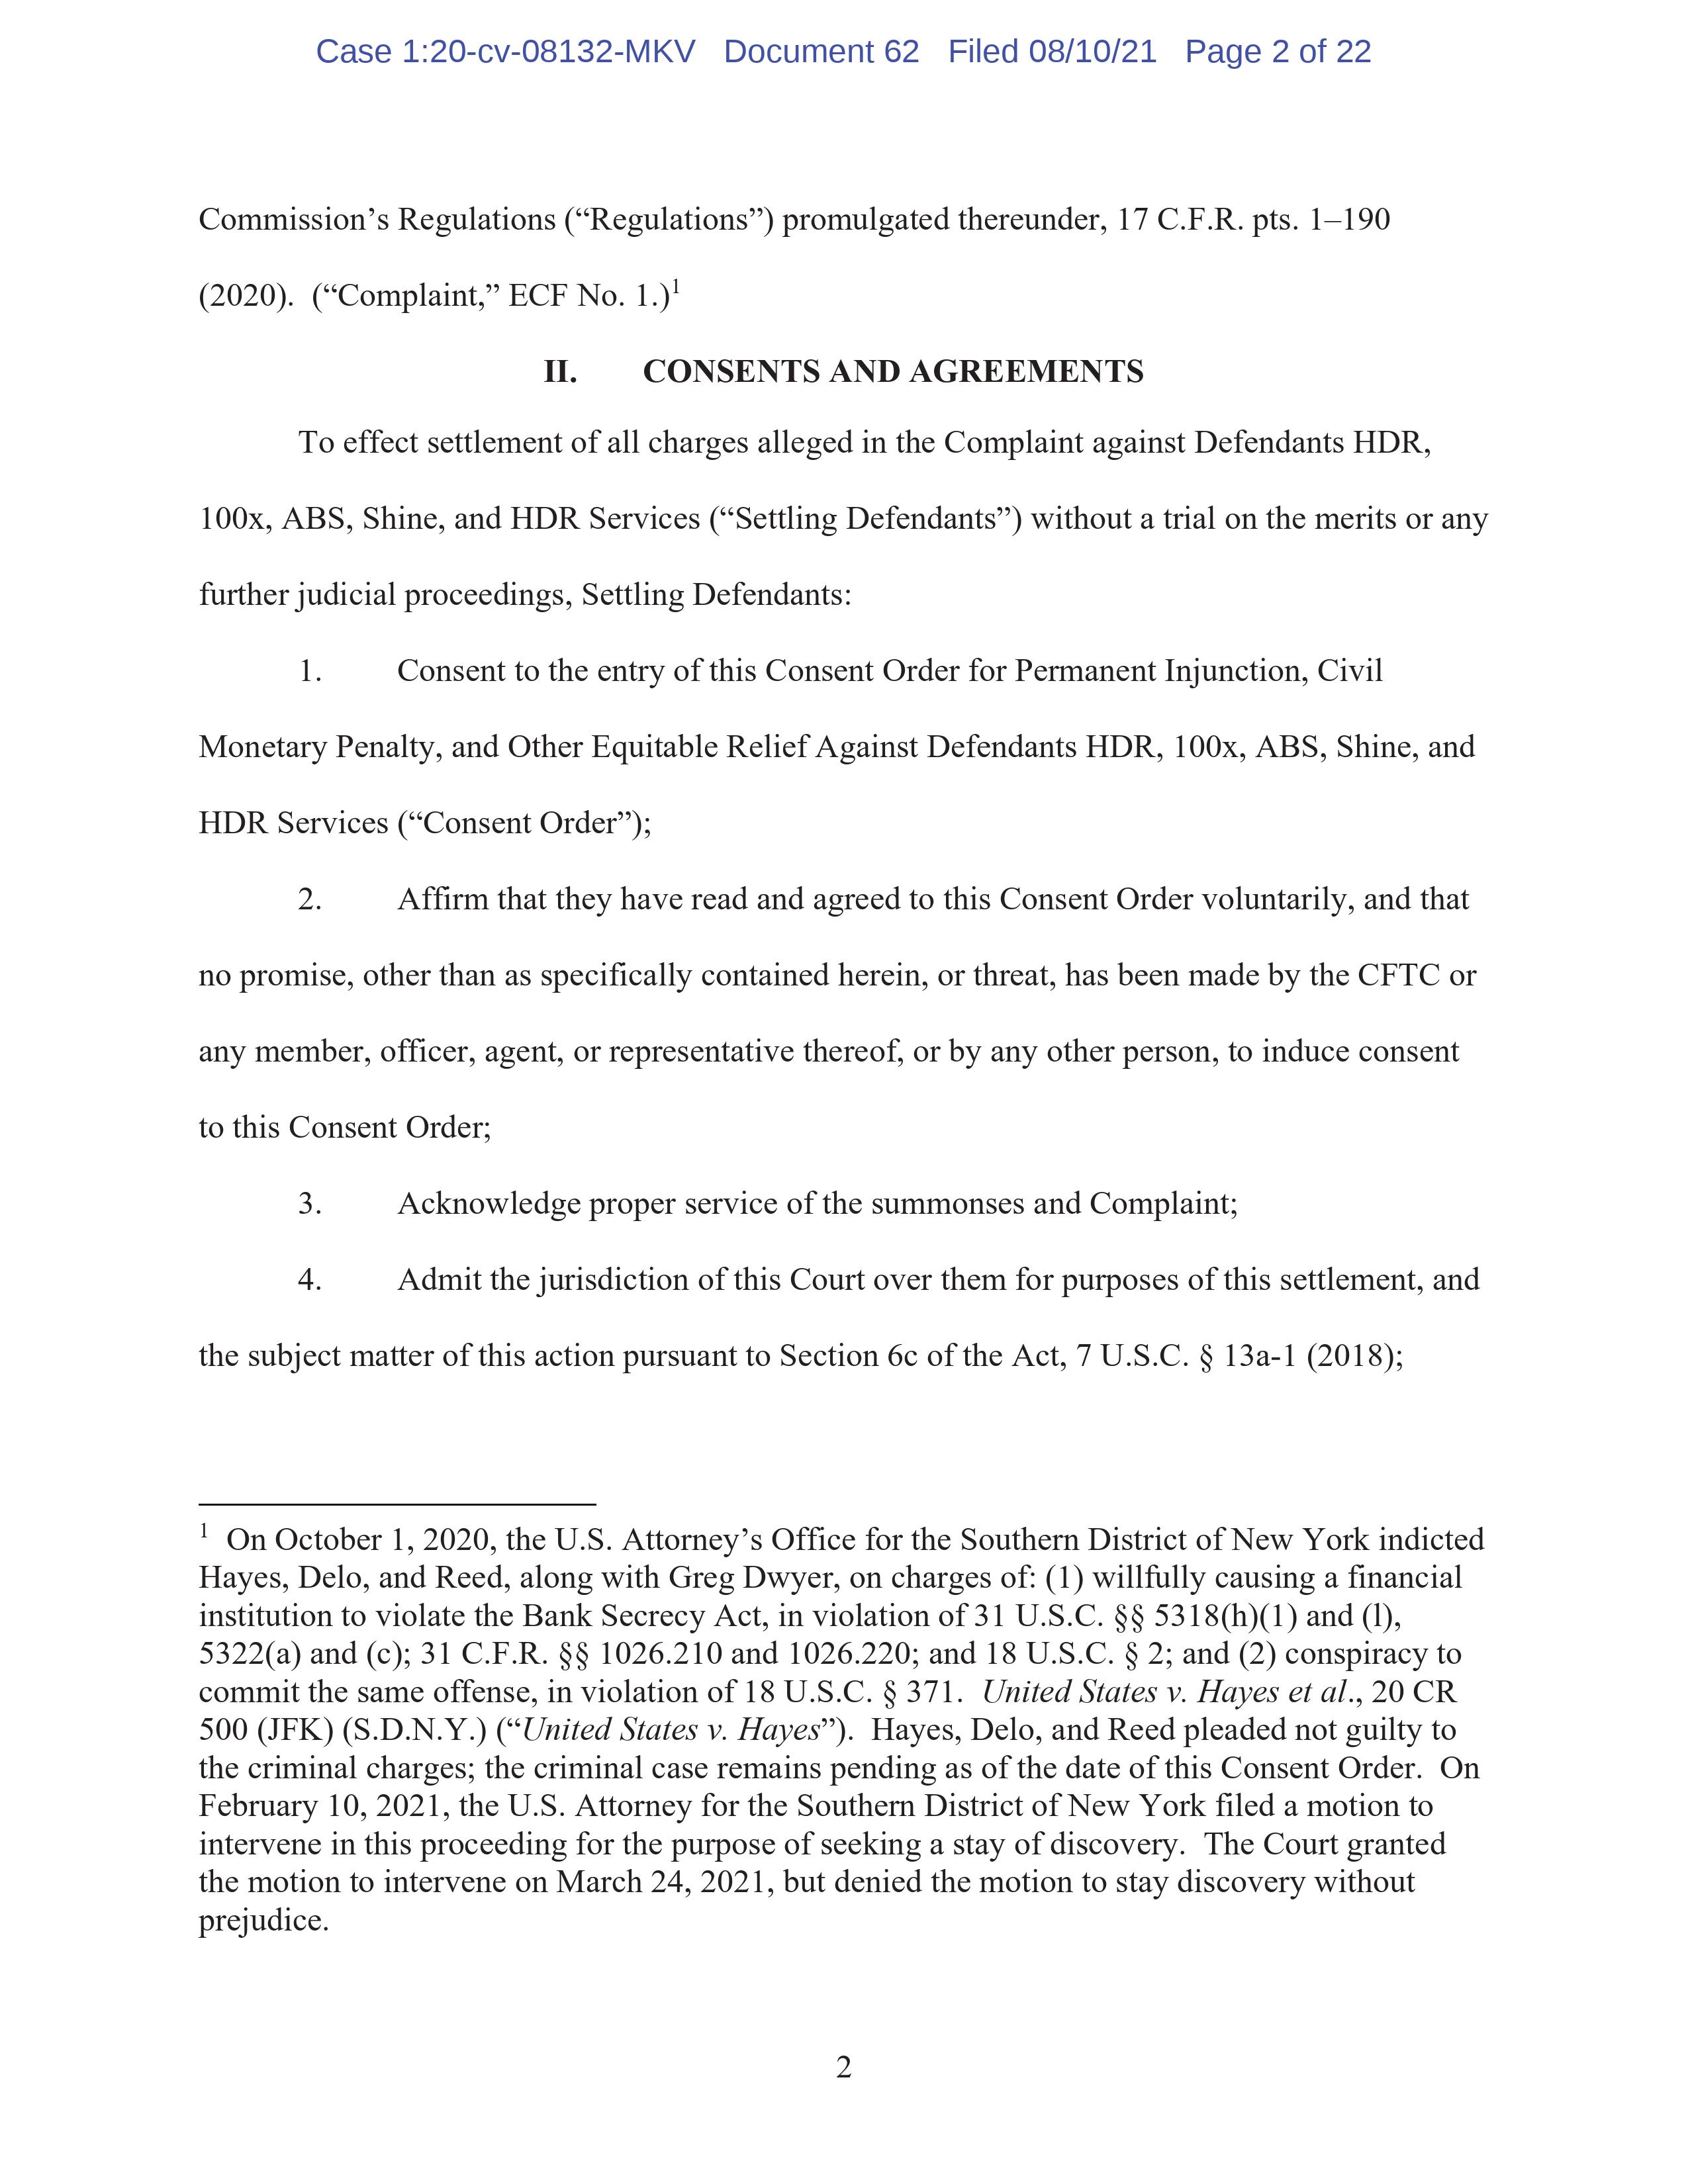 Case 1:20-cv-08132-MKV Document 62 Filed 08/10/21 Page 2 of 22
Commission’s Regulations (“Regulations”) promulgated thereunder, 17 C.F.R. pts. 1–190
(2020). (“Complaint,” ECF No. 1.)1
II. CONSENTS AND AGREEMENTS
To effect settlement of all charges alleged in the Complaint against Defendants HDR,
100x, ABS, Shine, and HDR Services (“Settling Defendants”) without a trial on the merits or any
further judicial proceedings, Settling Defendants:
1. Consent to the entry of this Consent Order for Permanent Injunction, Civil
Monetary Penalty, and Other Equitable Relief Against Defendants HDR, 100x, ABS, Shine, and
HDR Services (“Consent Order”);
2. Affirm that they have read and agreed to this Consent Order voluntarily, and that
no promise, other than as specifically contained herein, or threat, has been made by the CFTC or
any member, officer, agent, or representative thereof, or by any other person, to induce consent
to this Consent Order;
3. Acknowledge proper service of the summonses and Complaint;
4. Admit the jurisdiction of this Court over them for purposes of this settlement, and
the subject matter of this action pursuant to Section 6c of the Act, 7 U.S.C. § 13a-1 (2018);
1 On October 1, 2020, the U.S. Attorney’s Office for the Southern District of New York indicted
Hayes, Delo, and Reed, along with Greg Dwyer, on charges of: (1) willfully causing a financial
institution to violate the Bank Secrecy Act, in violation of 31 U.S.C. §§ 5318(h)(1) and (l),
5322(a) and (c); 31 C.F.R. §§ 1026.210 and 1026.220; and 18 U.S.C. § 2; and (2) conspiracy to
commit the same offense, in violation of 18 U.S.C. § 371. United States v. Hayes et al., 20 CR
500 (JFK) (S.D.N.Y.) (“United States v. Hayes”). Hayes, Delo, and Reed pleaded not guilty to
the criminal charges; the criminal case remains pending as of the date of this Consent Order. On
February 10, 2021, the U.S. Attorney for the Southern District of New York filed a motion to
intervene in this proceeding for the purpose of seeking a stay of discovery. The Court granted
the motion to intervene on March 24, 2021, but denied the motion to stay discovery without
prejudice.
2